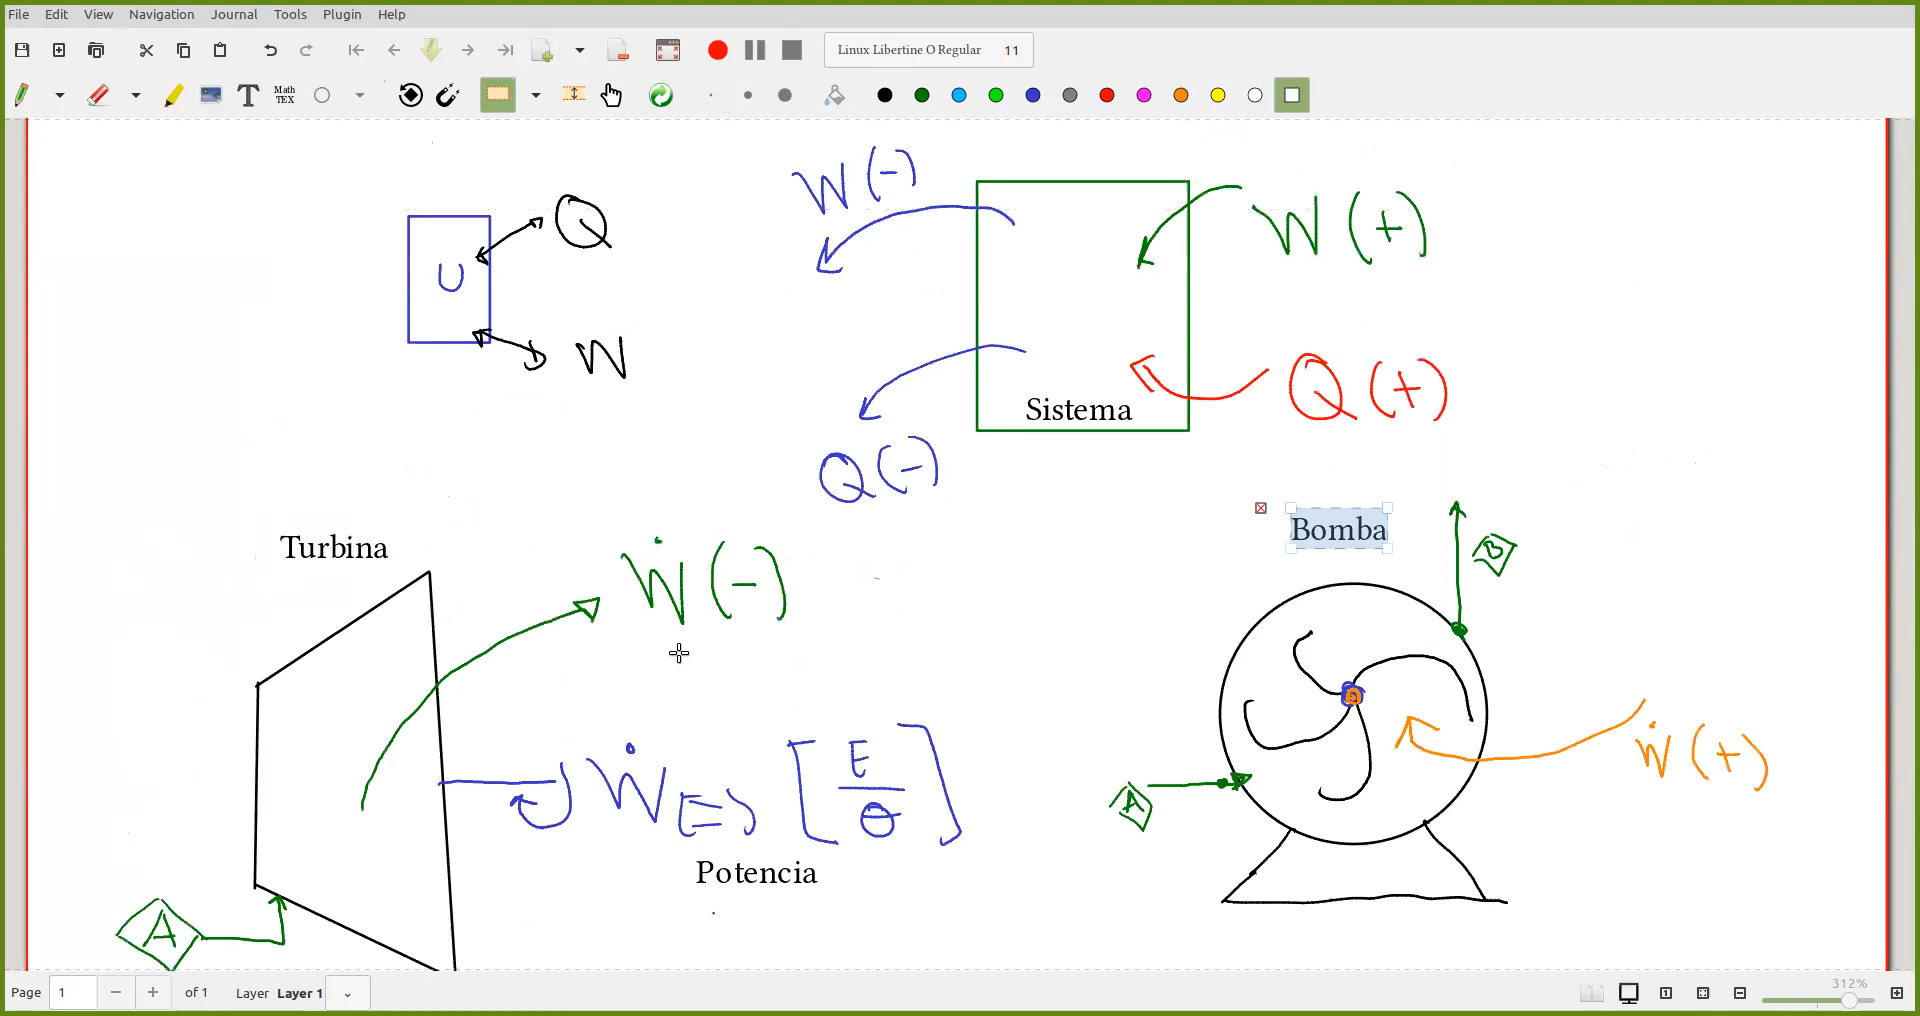 File Edit View Navigation Journal Tools Plugin Help
Linux Libertine O Regular 11
T Math TEX
W (-)
W (+)
Q
U
W
Q (+)
Sistema
Q (-)
Bomba
B
Turbina
Ẇ (-)
Ẇ (+)
Ẇ [=] [E/θ]
A
Potencia
A
Page 1 of 1 Layer Layer 1 312%